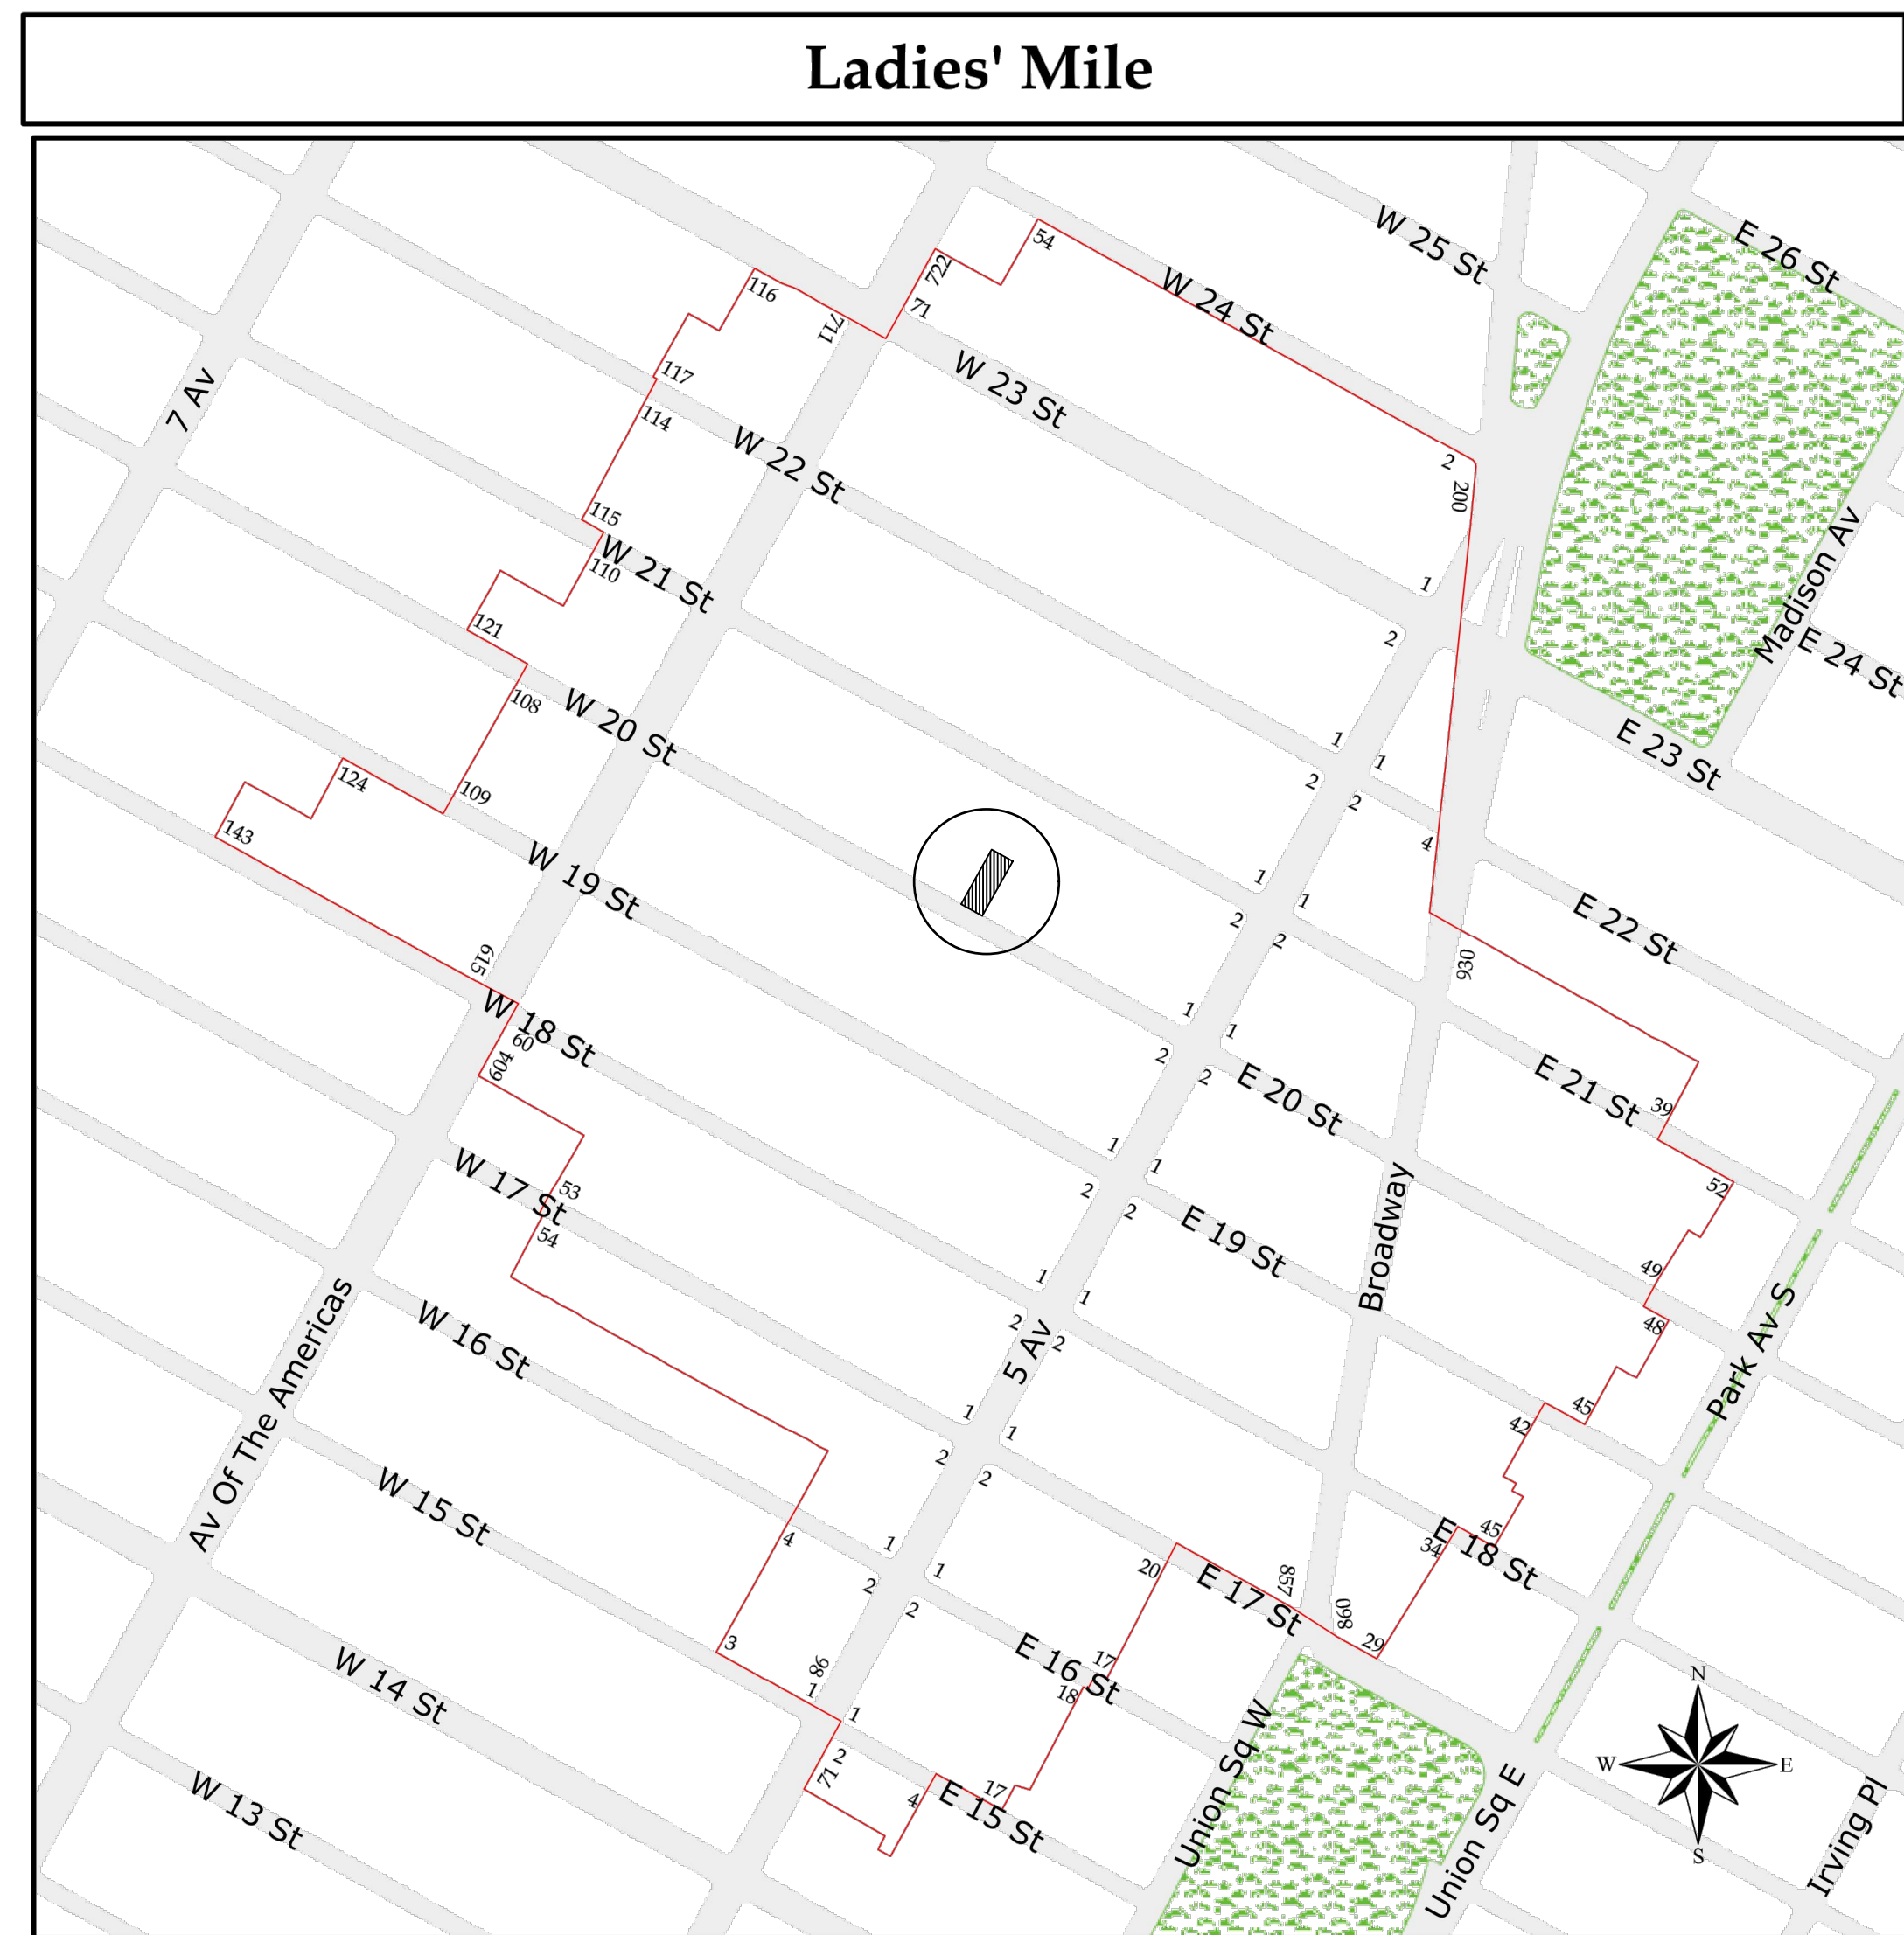 Ladies' Mile
W 25 St
E 26 St
54
W 24 St
722
116
71
711
W 23 St
7 Av
117
114
W 22 St
2
200
115
W 21 St
110
1
Madison Av
E 24 St
121
2
108
W 20 St
1
E 23 St
1
2
2
124
109
143
4
W 19 St
1
1
E 22 St
2
2
615
930
W 18 St
60
604
1
1
2
2
E 20 St
E 21 St
39
1
W 17 St
53
1
2
52
2
E 19 St
54
Broadway
49
1
1
W 16 St
2
2
48
5 Av
Park Av S
Av Of The Americas
1
1
45
42
2
2
W 15 St
4
1
E 18 St
45
34
20
1
2
E 17 St
857
2
860
29
3
E 16 St
17
18
W 14 St
98
1
1
2
71
4
17
E 15 St
Union Sq W
Union Sq E
W 13 St
Irving Pl
N
W
E
S